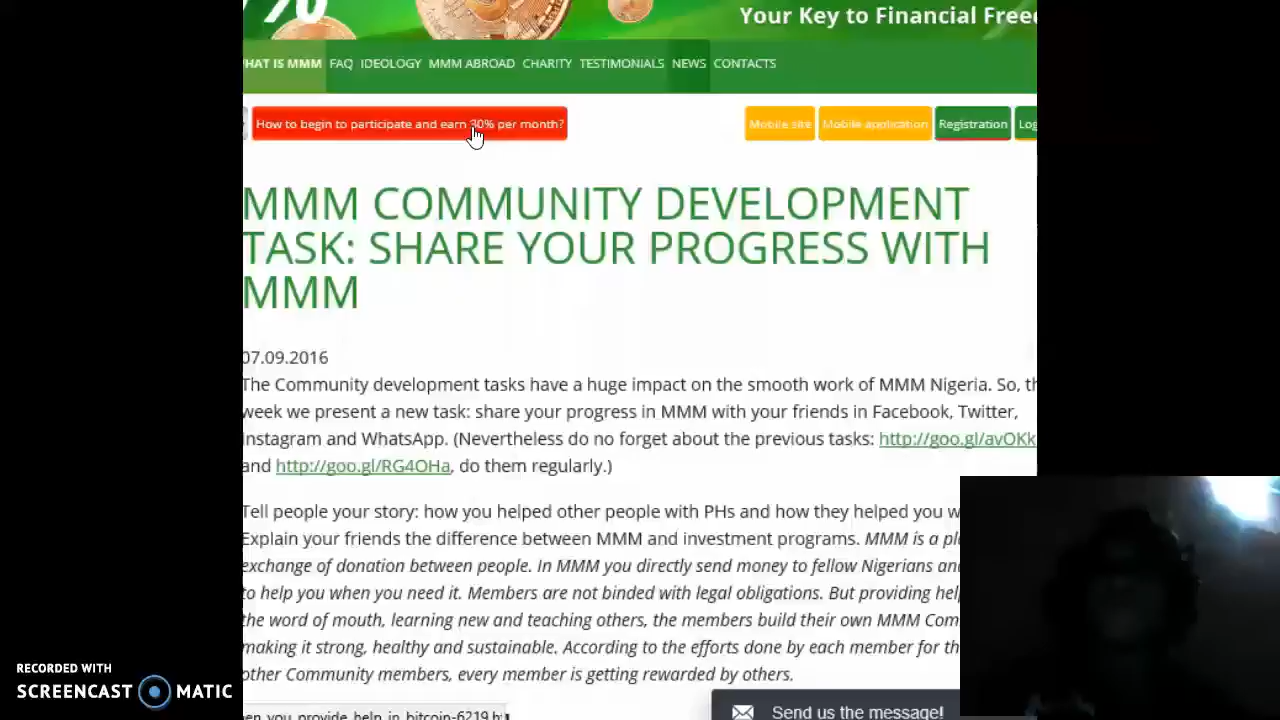 %
Your Key to Financial Freed
HAT IS MMM FAQ IDEOLOGY MMM ABROAD CHARITY TESTIMONIALS NEWS CONTACTS
How to begin to participate and earn 30% per month? Mobile site Mobile application Registration Log
MMM COMMUNITY DEVELOPMENT
TASK: SHARE YOUR PROGRESS WITH
MMM
07.09.2016
The Community development tasks have a huge impact on the smooth work of MMM Nigeria. So, th
week we present a new task: share your progress in MMM with your friends in Facebook, Twitter,
Instagram and WhatsApp. (Nevertheless do no forget about the previous tasks: http://goo.gl/avOKk
and http://goo.gl/RG4OHa, do them regularly.)
Tell people your story: how you helped other people with PHs and how they helped you w
Explain your friends the difference between MMM and investment programs. MMM is a pl
exchange of donation between people. In MMM you directly send money to fellow Nigerians an
to help you when you need it. Members are not binded with legal obligations. But providing hel
the word of mouth, learning new and teaching others, the members build their own MMM Com
making it strong, healthy and sustainable. According to the efforts done by each member for th
other Community members, every member is getting rewarded by others.
en_you_provide_help_in_bitcoin-6219.h
Send us the message!
RECORDED WITH
SCREENCAST MATIC